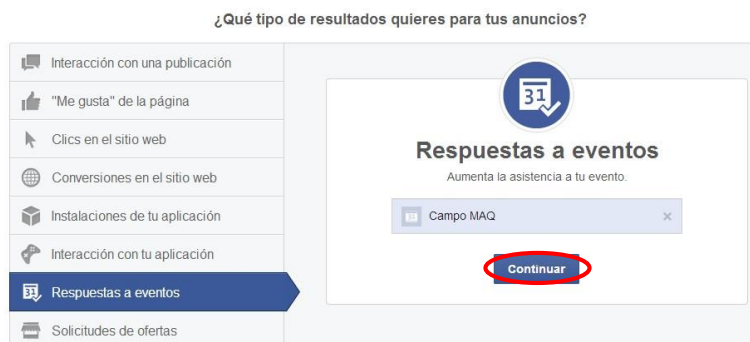 ¿Qué tipo de resultados quieres para tus anuncios?
Interacción con una publicación
"Me gusta" de la página
Clics en el sitio web
Conversiones en el sitio web
Instalaciones de tu aplicación
Interacción con tu aplicación
31
Respuestas a eventos
Solicitudes de ofertas
31
Respuestas a eventos
Aumenta la asistencia a tu evento.
31
Campo MAQ
Continuar